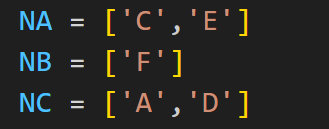 NA = ['C','E']
NB = ['F']
NC = ['A','D']